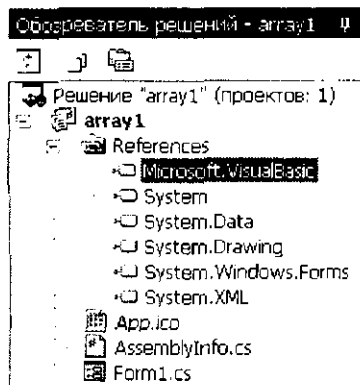 Обозреватель решений - array1
Решение "array1" (проектов: 1)
array1
References
Microsoft.VisualBasic
System
System.Data
System.Drawing
System.Windows.Forms
System.XML
App.ico
AssemblyInfo.cs
Form1.cs